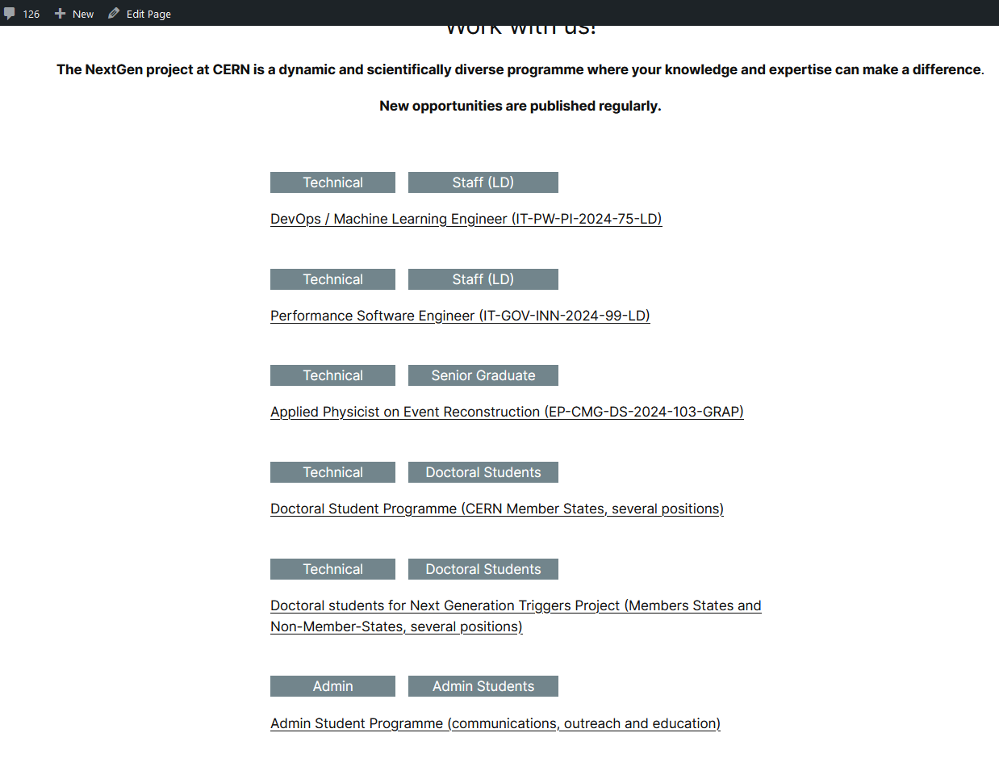 126 New Edit Page
Work with us!
The NextGen project at CERN is a dynamic and scientifically diverse programme where your knowledge and expertise can make a difference.
New opportunities are published regularly.
Technical Staff (LD)
DevOps / Machine Learning Engineer (IT-PW-PI-2024-75-LD)
Technical Staff (LD)
Performance Software Engineer (IT-GOV-INN-2024-99-LD)
Technical Senior Graduate
Applied Physicist on Event Reconstruction (EP-CMG-DS-2024-103-GRAP)
Technical Doctoral Students
Doctoral Student Programme (CERN Member States, several positions)
Technical Doctoral Students
Doctoral students for Next Generation Triggers Project (Members States and
Non-Member-States, several positions)
Admin Admin Students
Admin Student Programme (communications, outreach and education)